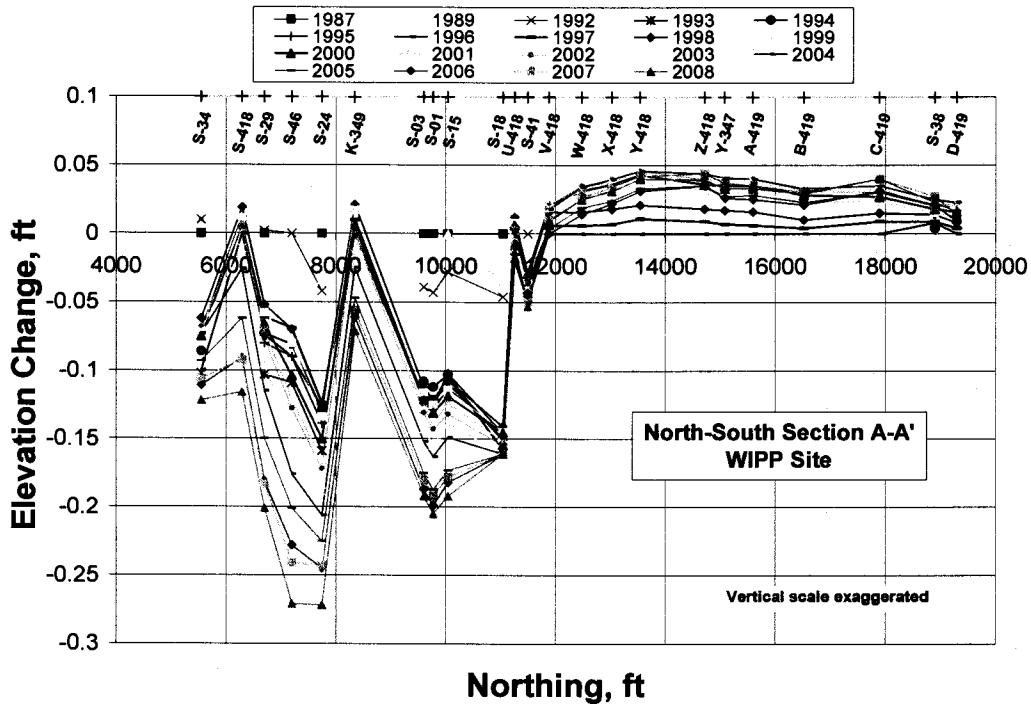 1987 1989 1992 1993 1994
1995 1996 1997 1998 1999
2000 2001 2002 2003 2004
2005 2006 2007 2008
0.1
0.05
0
-0.05
-0.1
-0.15
-0.2
-0.25
-0.3
Elevation Change, ft
S-34
S-418
S-29
S-46
S-24
K-349
S-03
S-01
S-15
S-18
U-418
S-41
V-418
W-418
X-418
Y-418
Z-418
Y-347
A-419
B-419
C-419
S-38
D-419
4000 6000 8000 10000 12000 14000 16000 18000 20000
North-South Section A-A'
WIPP Site
Vertical scale exaggerated
Northing, ft